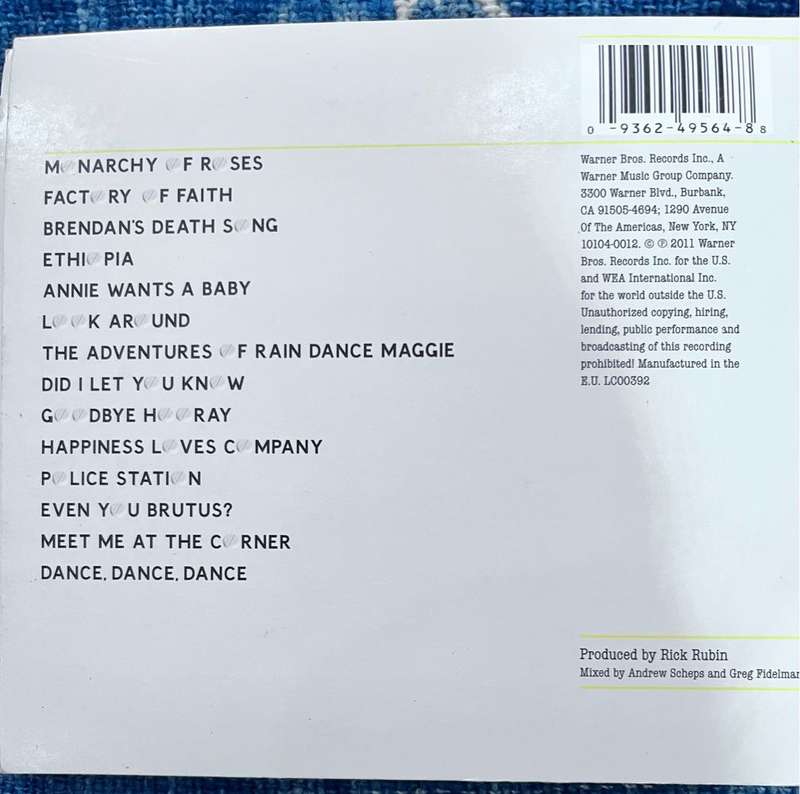 MONARCHY OF ROSES
FACTORY OF FAITH
BRENDAN'S DEATH SONG
ETHIOPIA
ANNIE WANTS A BABY
LOOK AROUND
THE ADVENTURES OF RAIN DANCE MAGGIE
DID I LET YOU KNOW
GOODBYE HOORAY
HAPPINESS LOVES COMPANY
POLICE STATION
EVEN YOU BRUTUS?
MEET ME AT THE CORNER
DANCE, DANCE, DANCE
0 -9362-49564-8 8
Warner Bros. Records Inc., A
Warner Music Group Company.
3300 Warner Blvd., Burbank,
CA 91505-4694; 1290 Avenue
Of The Americas, New York, NY
10104-0012. © ℗ 2011 Warner
Bros. Records Inc. for the U.S.
and WEA International Inc.
for the world outside the U.S.
Unauthorized copying, hiring,
lending, public performance and
broadcasting of this recording
prohibited! Manufactured in the
E.U. LC00392
Produced by Rick Rubin
Mixed by Andrew Scheps and Greg Fidelman